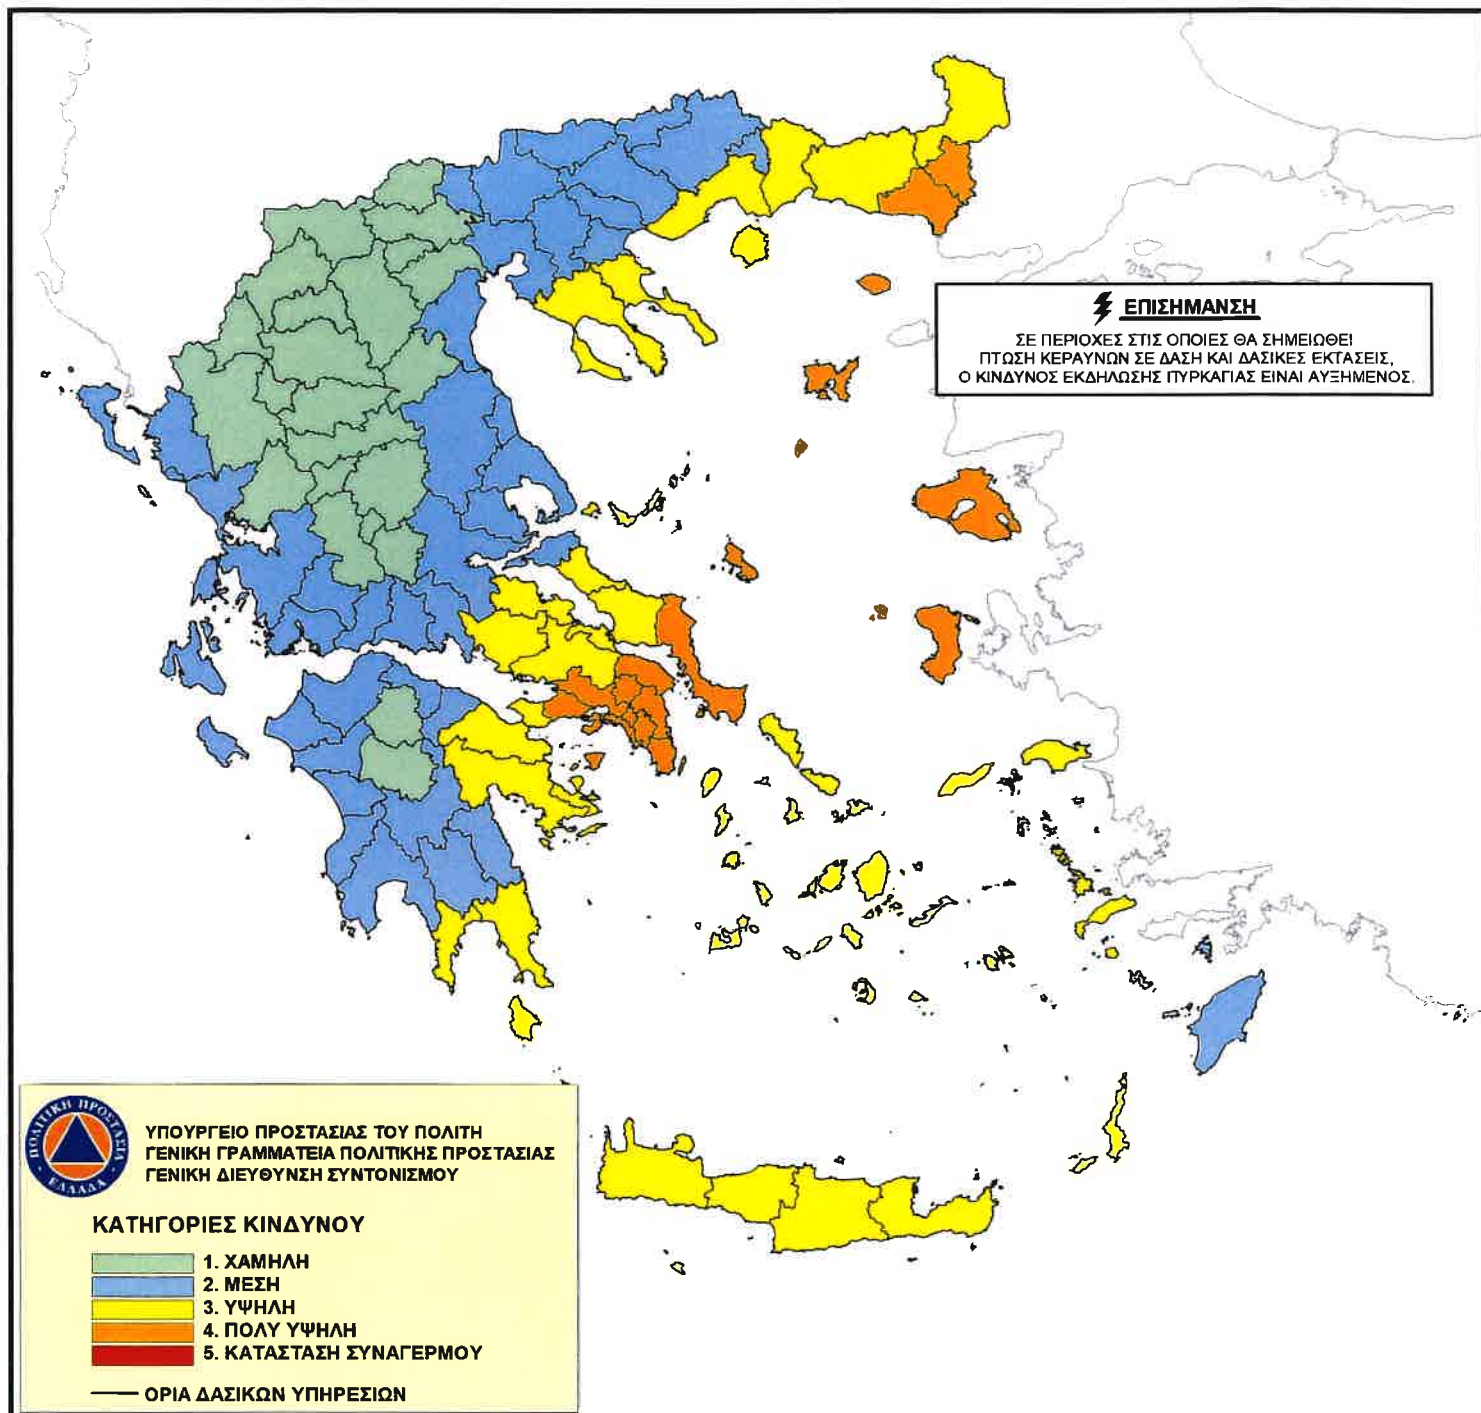 ΕΠΙΣΗΜΑΝΣΗ
ΣΕ ΠΕΡΙΟΧΕΣ ΣΤΙΣ ΟΠΟΙΕΣ ΘΑ ΣΗΜΕΙΩΘΕΙ
ΠΤΩΣΗ ΚΕΡΑΥΝΩΝ ΣΕ ΔΑΣΗ ΚΑΙ ΔΑΣΙΚΕΣ ΕΚΤΑΣΕΙΣ,
Ο ΚΙΝΔΥΝΟΣ ΕΚΔΗΛΩΣΗΣ ΠΥΡΚΑΓΙΑΣ ΕΙΝΑΙ ΑΥΞΗΜΕΝΟΣ.
ΠΟΛΙΤΙΚΗ ΠΡΟΣΤΑΣΙΑ
ΕΛΛΑΔΑ
ΥΠΟΥΡΓΕΙΟ ΠΡΟΣΤΑΣΙΑΣ ΤΟΥ ΠΟΛΙΤΗ
ΓΕΝΙΚΗ ΓΡΑΜΜΑΤΕΙΑ ΠΟΛΙΤΙΚΗΣ ΠΡΟΣΤΑΣΙΑΣ
ΓΕΝΙΚΗ ΔΙΕΥΘΥΝΣΗ ΣΥΝΤΟΝΙΣΜΟΥ
ΚΑΤΗΓΟΡΙΕΣ ΚΙΝΔΥΝΟΥ
1. ΧΑΜΗΛΗ
2. ΜΕΣΗ
3. ΥΨΗΛΗ
4. ΠΟΛΥ ΥΨΗΛΗ
5. ΚΑΤΑΣΤΑΣΗ ΣΥΝΑΓΕΡΜΟΥ
ΟΡΙΑ ΔΑΣΙΚΩΝ ΥΠΗΡΕΣΙΩΝ